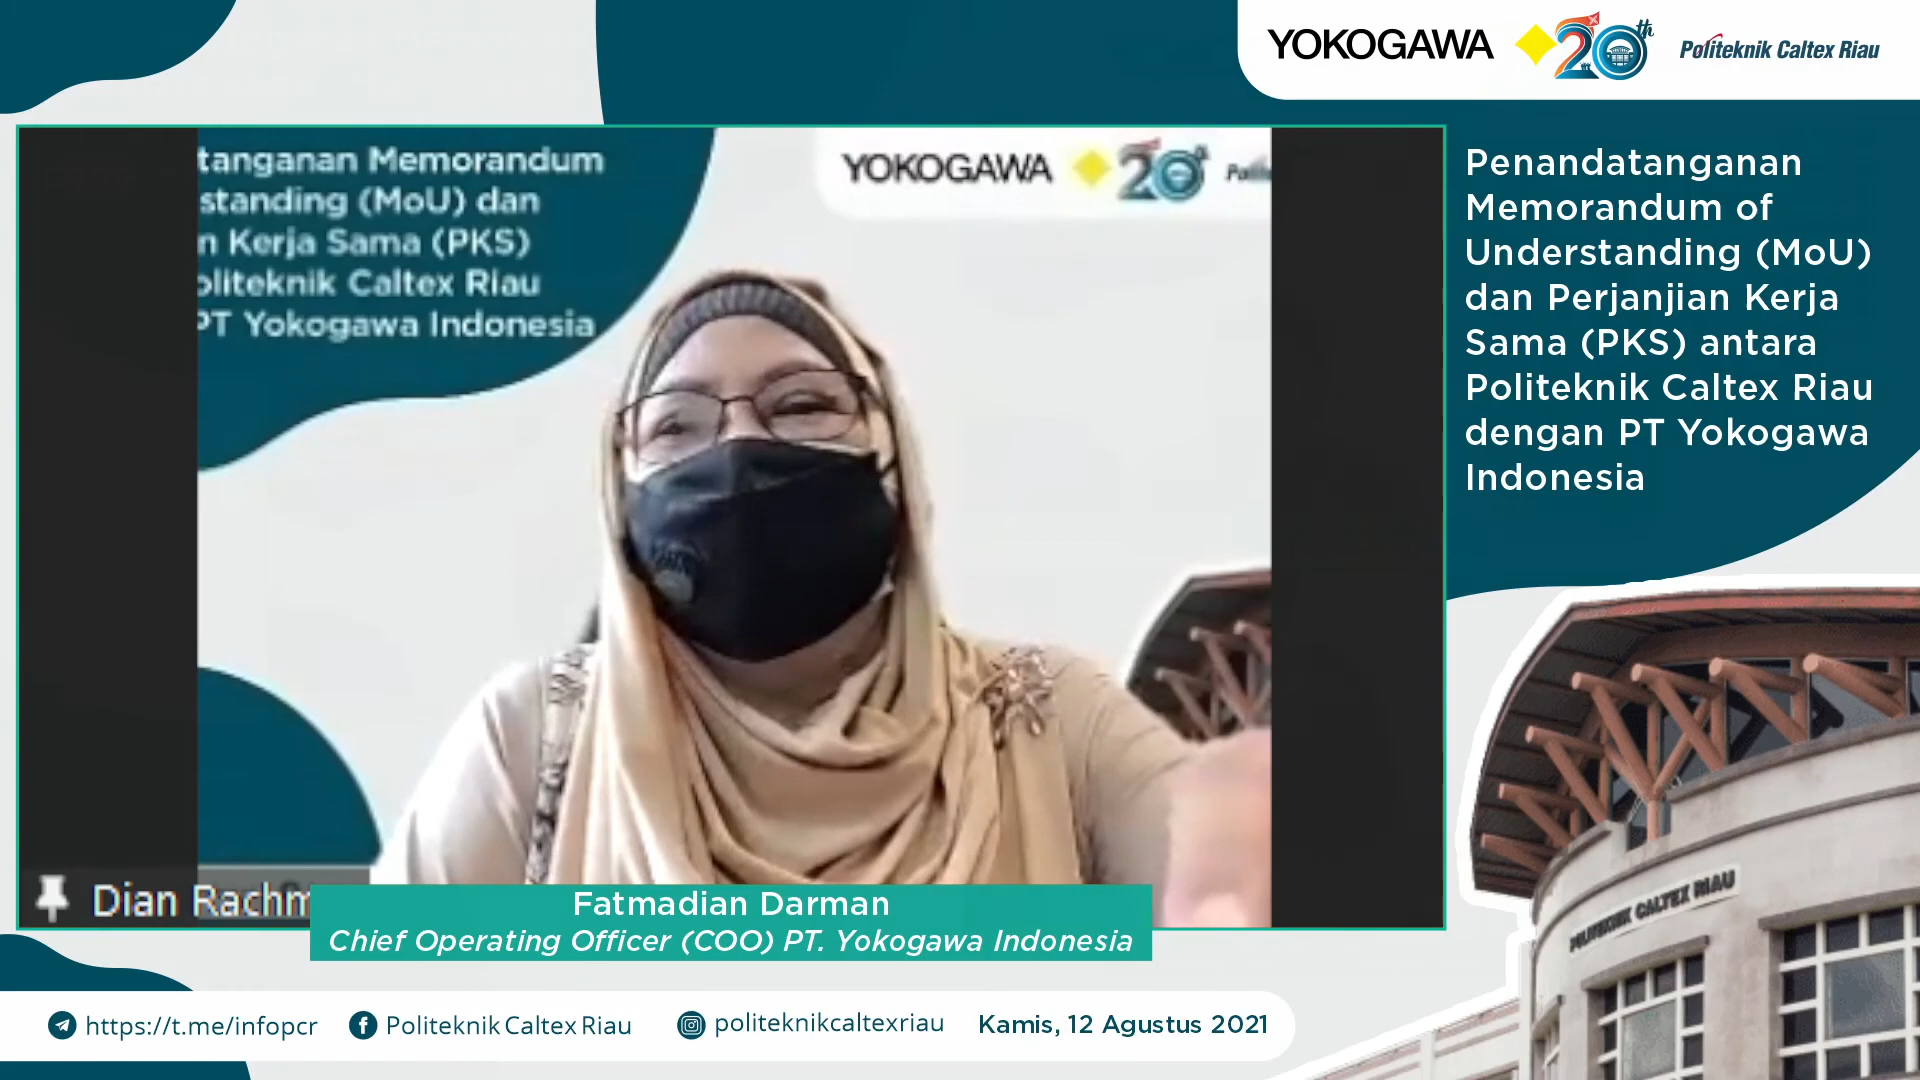 YOKOGAWA
20th
Politeknik Caltex Riau
tanganan Memorandum
standing (MoU) dan
n Kerja Sama (PKS)
oliteknik Caltex Riau
PT Yokogawa Indonesia
YOKOGAWA
20
Polite
Penandatanganan
Memorandum of
Understanding (MoU)
dan Perjanjian Kerja
Sama (PKS) antara
Politeknik Caltex Riau
dengan PT Yokogawa
Indonesia
POLITEKNIK CALTEX RIAU
Dian Rachm
Fatmadian Darman
Chief Operating Officer (COO) PT. Yokogawa Indonesia
https://t.me/infopcr
Politeknik Caltex Riau
politeknikcaltexriau
Kamis, 12 Agustus 2021